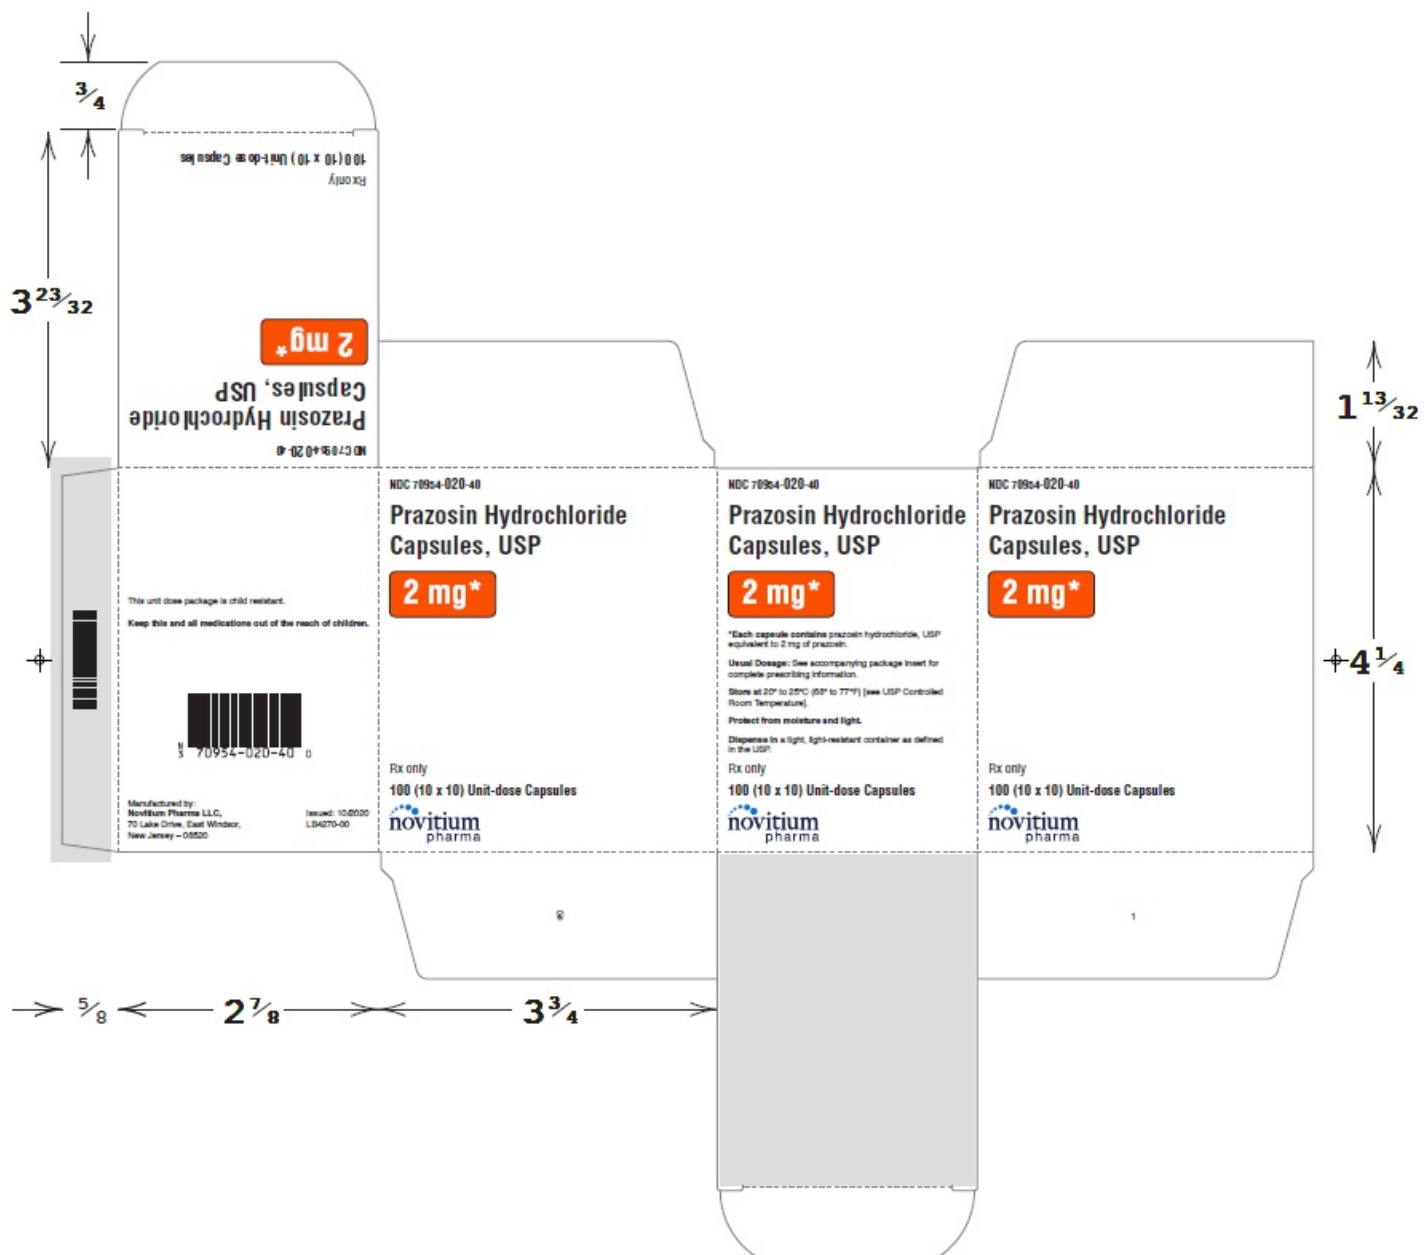 3/4
100 (10 x 10) Unit-dose Capsules
Rx only
3 23/32
2 mg*
Prazosin Hydrochloride
Capsules, USP
NDC 70954-020-40
1 13/32
This unit dose package is child resistant.
Keep this and all medications out of the reach of children.
N
3 70954-020-40 0
Manufactured by:
Novitium Pharma LLC,
70 Lake Drive, East Windsor,
New Jersey – 08520
Issued: 10/2020
LB4270-00
NDC 70954-020-40
Prazosin Hydrochloride
Capsules, USP
2 mg*
Rx only
100 (10 x 10) Unit-dose Capsules
novitium
pharma
NDC 70954-020-40
Prazosin Hydrochloride
Capsules, USP
2 mg*
*Each capsule contains prazosin hydrochloride, USP
equivalent to 2 mg of prazosin.
Usual Dosage: See accompanying package insert for
complete prescribing information.
Store at 20° to 25°C (68° to 77°F) [see USP Controlled
Room Temperature].
Protect from moisture and light.
Dispense in a tight, light-resistant container as defined
in the USP.
Rx only
100 (10 x 10) Unit-dose Capsules
novitium
pharma
NDC 70954-020-40
Prazosin Hydrochloride
Capsules, USP
2 mg*
Rx only
100 (10 x 10) Unit-dose Capsules
novitium
pharma
4 1/4
1
5/8
2 7/8
3 3/4